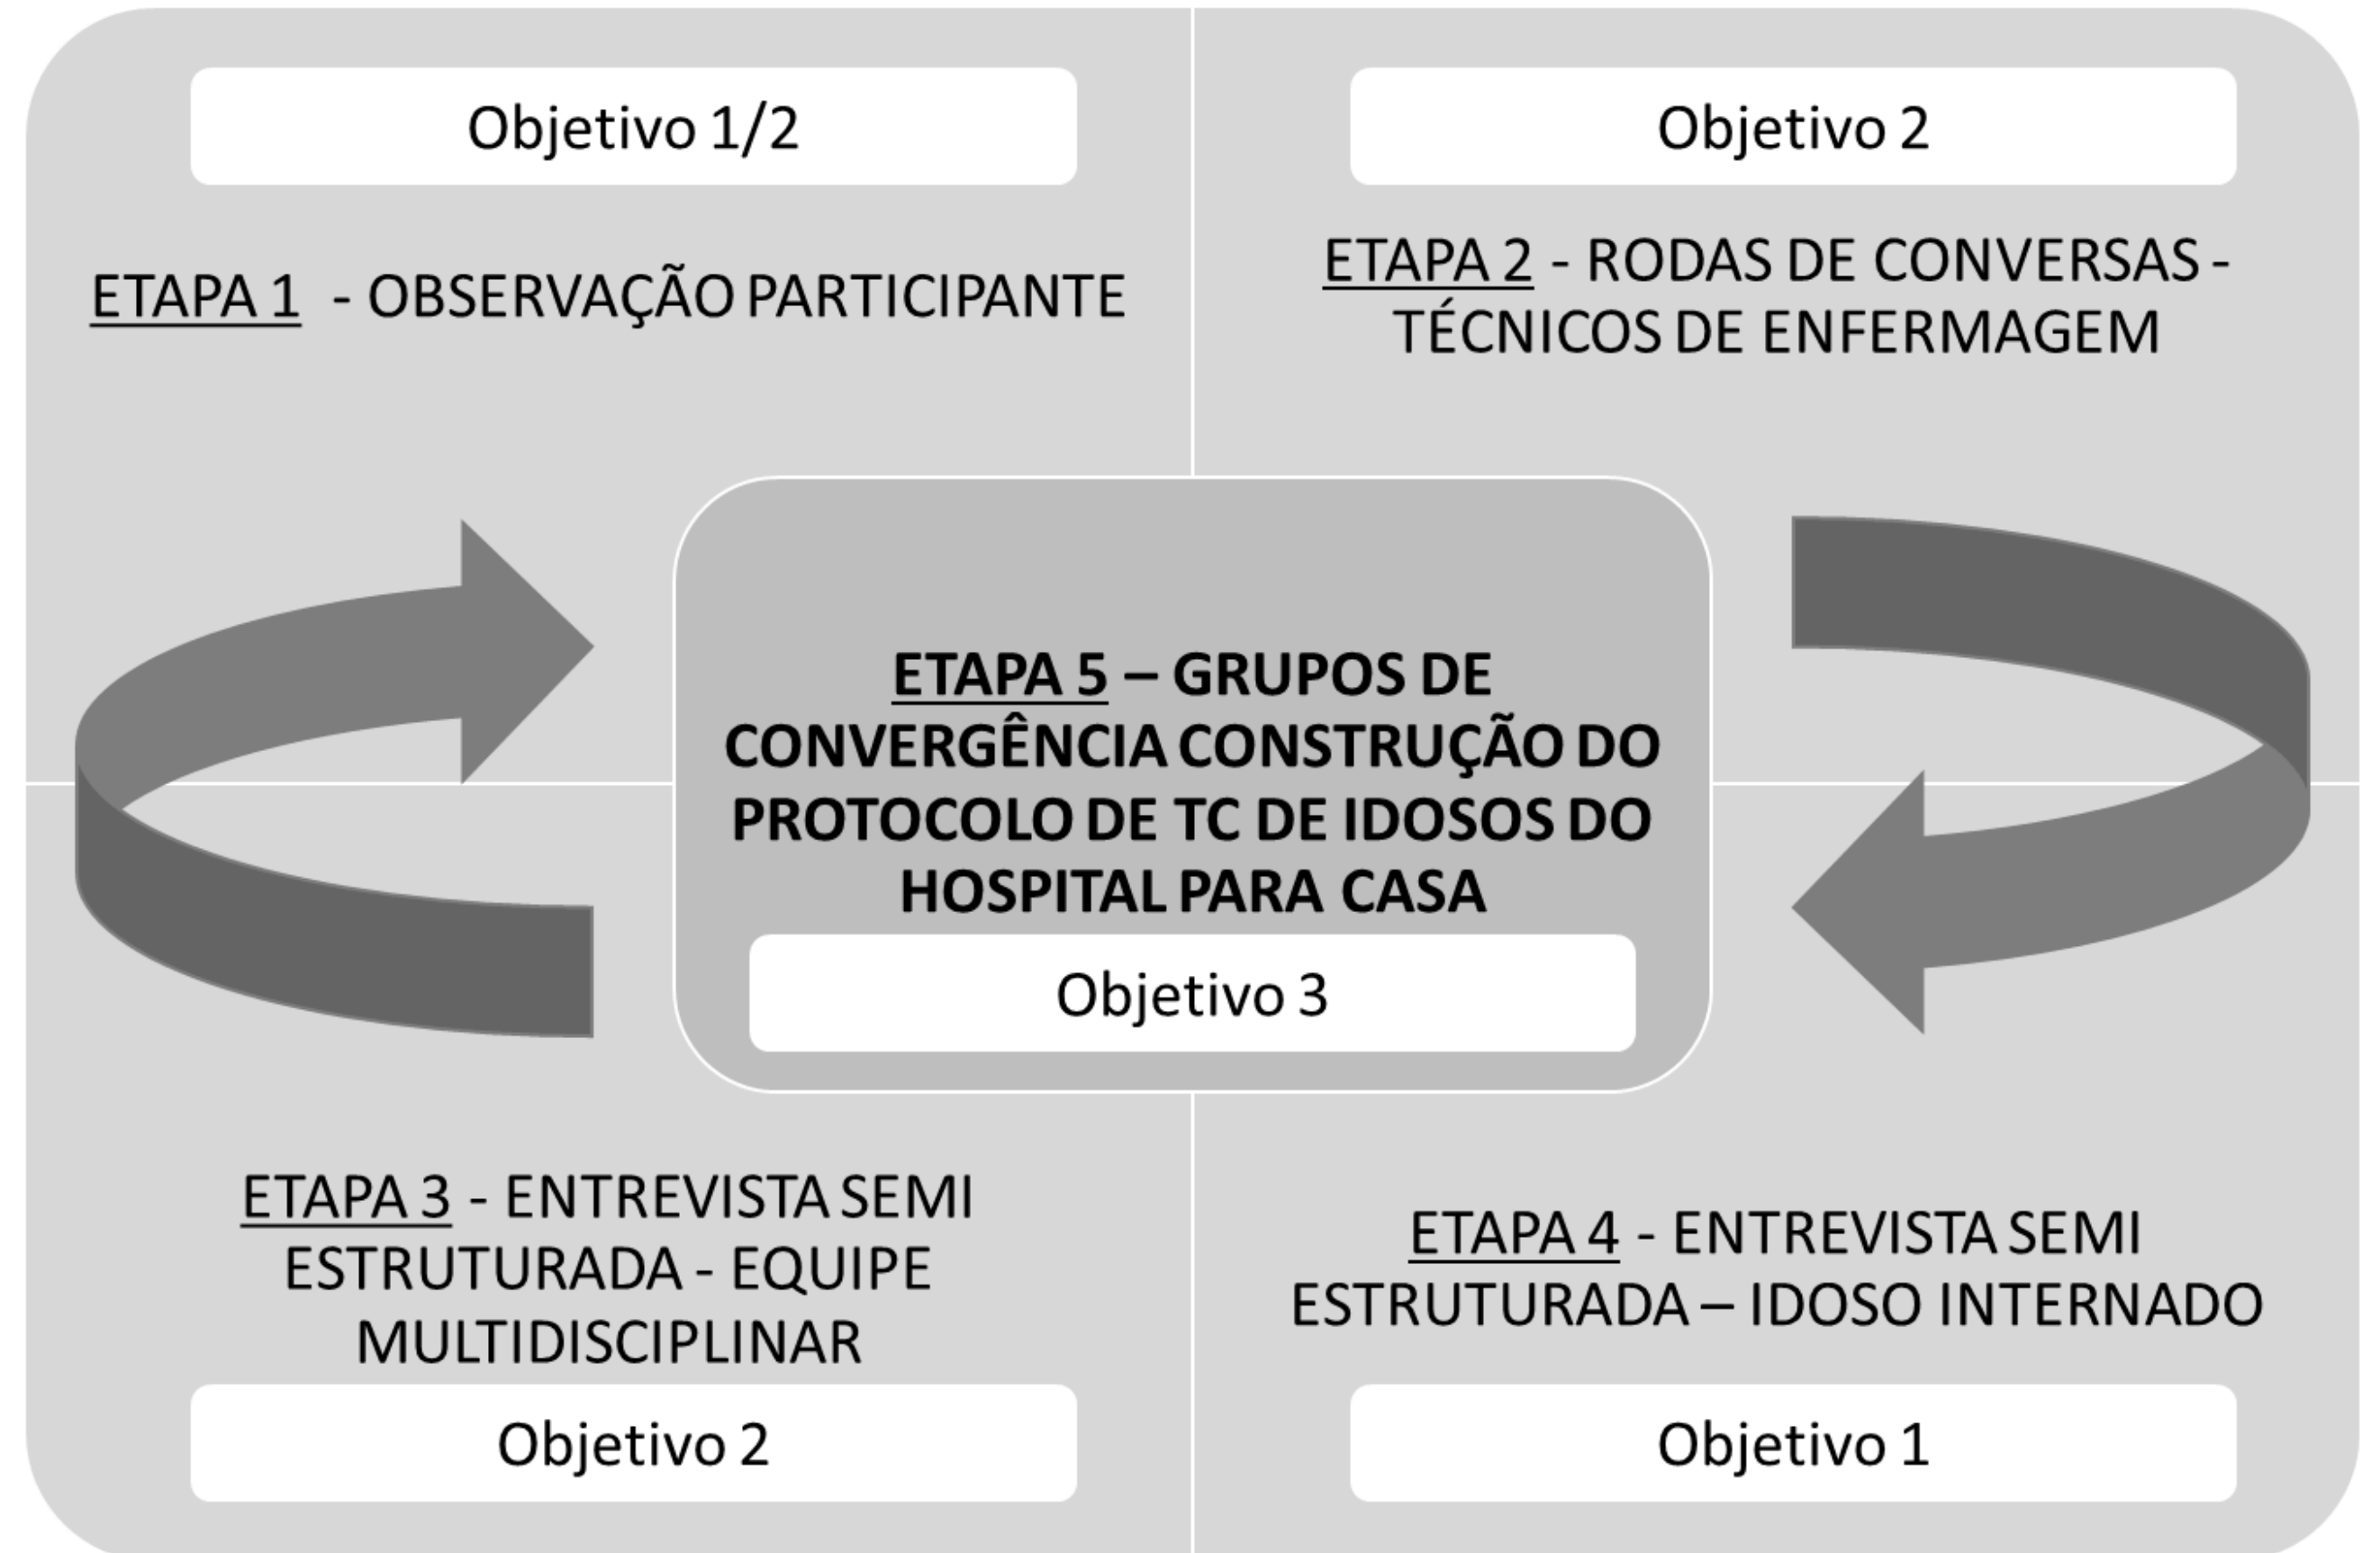 Objetivo 1/2
ETAPA 1 - OBSERVAÇÃO PARTICIPANTE
Objetivo 2
ETAPA 2 - RODAS DE CONVERSAS -
TÉCNICOS DE ENFERMAGEM
ETAPA 5 – GRUPOS DE
CONVERGÊNCIA CONSTRUÇÃO DO
PROTOCOLO DE TC DE IDOSOS DO
HOSPITAL PARA CASA
Objetivo 3
ETAPA 3 - ENTREVISTA SEMI
ESTRUTURADA - EQUIPE
MULTIDISCIPLINAR
Objetivo 2
ETAPA 4 - ENTREVISTA SEMI
ESTRUTURADA – IDOSO INTERNADO
Objetivo 1